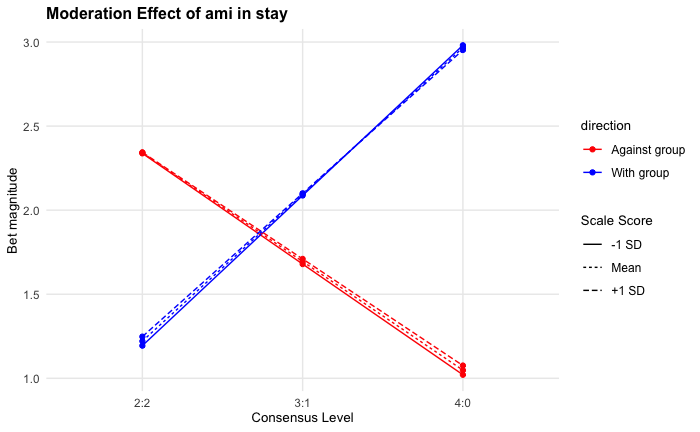 Moderation Effect of ami in stay
3.0
2.5
2.0
1.5
1.0
Bet magnitude
2:2
3:1
4:0
Consensus Level
direction
Against group
With group
Scale Score
-1 SD
Mean
+1 SD